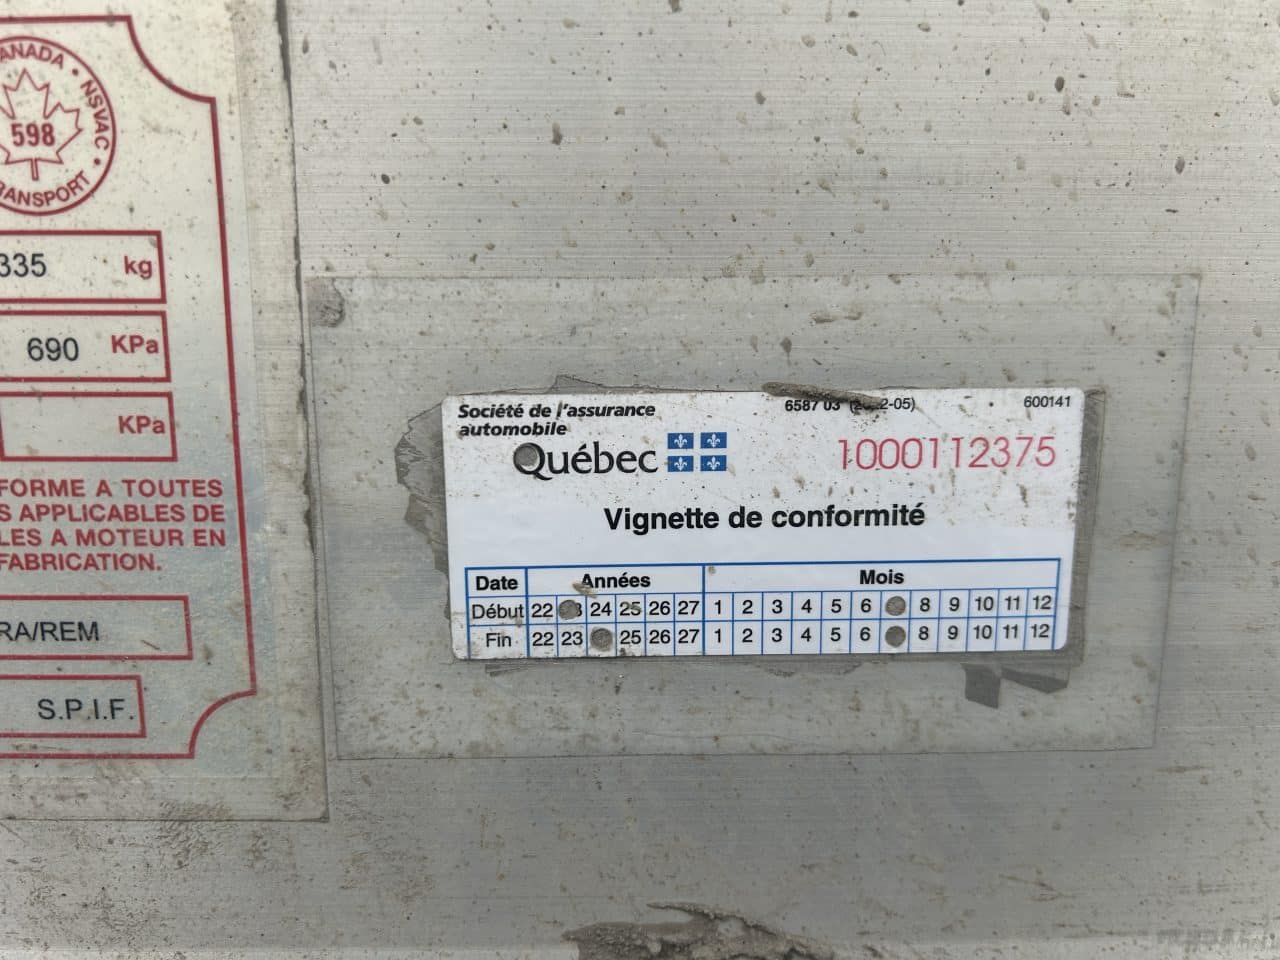 CANADA • NSVAC •
TRANSPORT
598
335 kg
690 KPa
KPa
FORME A TOUTES
S APPLICABLES DE
LES A MOTEUR EN
FABRICATION.
RA/REM
S.P.I.F.
Société de l'assurance
automobile
Québec
6587 03 (2022-05)
600141
1000112375
Vignette de conformité
Date Années Mois
Début 22 24 25 26 27 1 2 3 4 5 6 8 9 10 11 12
Fin 22 23 25 26 27 1 2 3 4 5 6 8 9 10 11 12